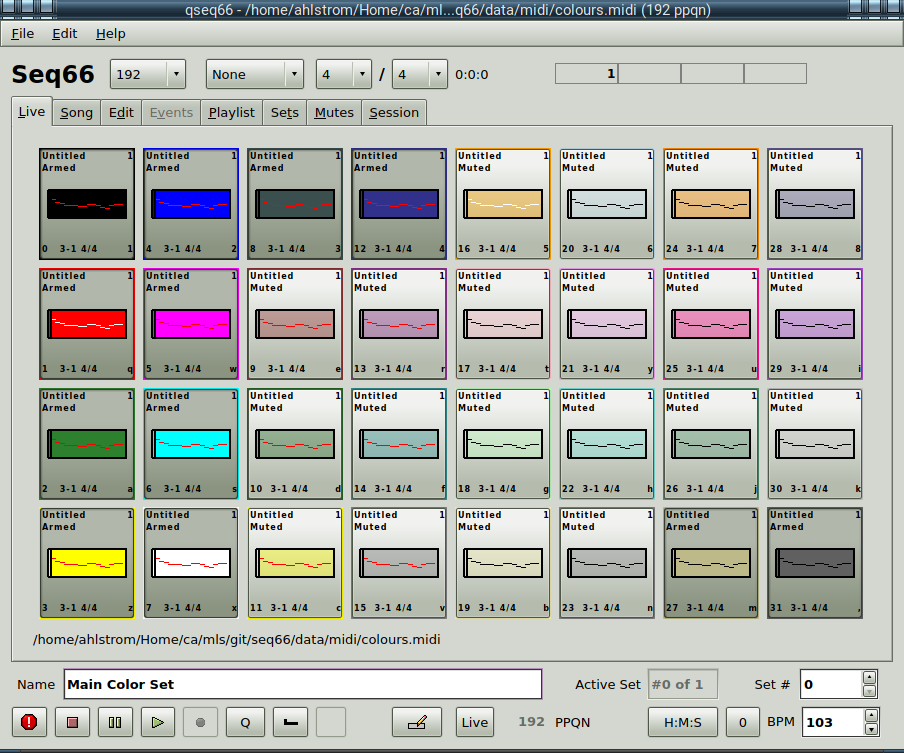 qseq66 - /home/ahlstrom/Home/ca/ml...q66/data/midi/colours.midi (192 ppqn)
File Edit Help
Seq66 192 None 4 / 4 0:0:0 1
Live Song Edit Events Playlist Sets Mutes Session
Untitled 1 Untitled 1 Untitled 1 Untitled 1 Untitled 1 Untitled 1 Untitled 1 Untitled 1
Armed Armed Armed Armed Muted Muted Muted Muted
0 3-1 4/4 1 4 3-1 4/4 2 8 3-1 4/4 3 12 3-1 4/4 4 16 3-1 4/4 5 20 3-1 4/4 6 24 3-1 4/4 7 28 3-1 4/4 8
Untitled 1 Untitled 1 Untitled 1 Untitled 1 Untitled 1 Untitled 1 Untitled 1 Untitled 1
Armed Armed Muted Muted Muted Muted Muted Muted
1 3-1 4/4 q 5 3-1 4/4 w 9 3-1 4/4 e 13 3-1 4/4 r 17 3-1 4/4 t 21 3-1 4/4 y 25 3-1 4/4 u 29 3-1 4/4 i
Untitled 1 Untitled 1 Untitled 1 Untitled 1 Untitled 1 Untitled 1 Untitled 1 Untitled 1
Armed Armed Muted Muted Muted Muted Muted Muted
2 3-1 4/4 a 6 3-1 4/4 s 10 3-1 4/4 d 14 3-1 4/4 f 18 3-1 4/4 g 22 3-1 4/4 h 26 3-1 4/4 j 30 3-1 4/4 k
Untitled 1 Untitled 1 Untitled 1 Untitled 1 Untitled 1 Untitled 1 Untitled 1 Untitled 1
Armed Armed Muted Muted Muted Muted Armed Armed
3 3-1 4/4 z 7 3-1 4/4 x 11 3-1 4/4 c 15 3-1 4/4 v 19 3-1 4/4 b 23 3-1 4/4 n 27 3-1 4/4 m 31 3-1 4/4 ,
/home/ahlstrom/Home/ca/mls/git/seq66/data/midi/colours.midi
Name Main Color Set Active Set #0 of 1 Set # 0
Q Live 192 PPQN H:M:S 0 BPM 103